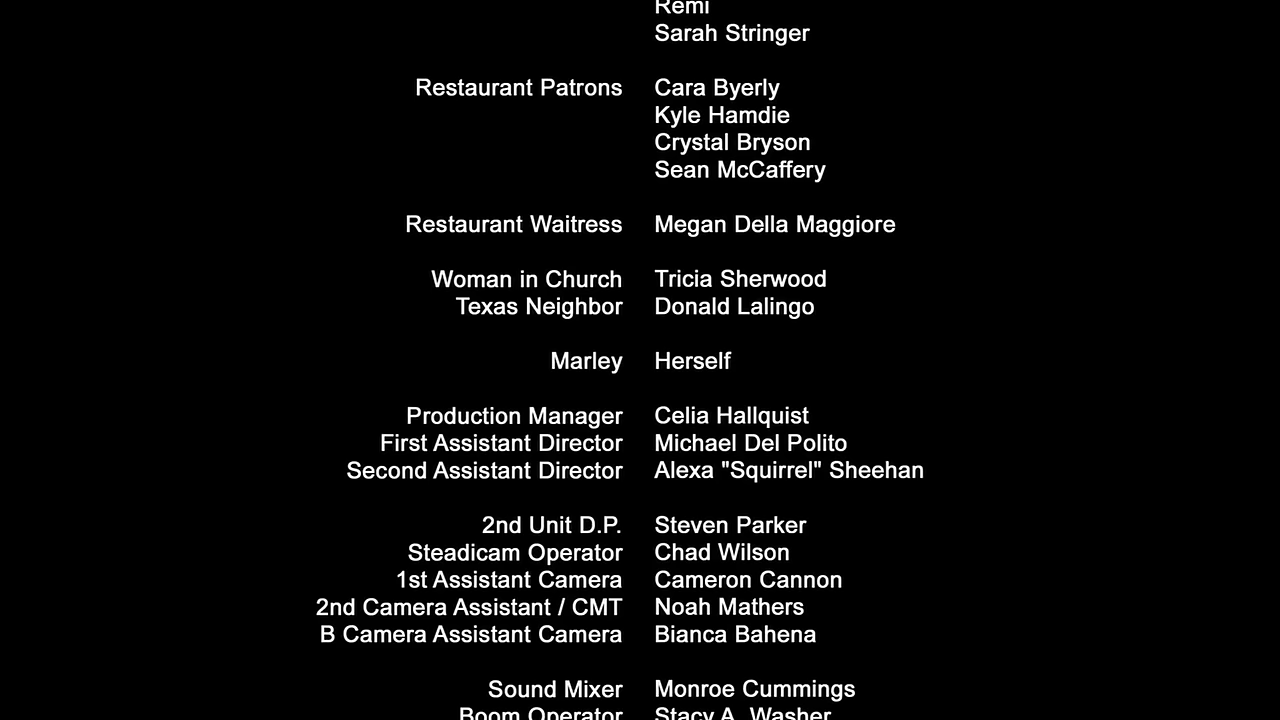 Remi
Sarah Stringer
Restaurant Patrons Cara Byerly
Kyle Hamdie
Crystal Bryson
Sean McCaffery
Restaurant Waitress Megan Della Maggiore
Woman in Church Tricia Sherwood
Texas Neighbor Donald Lalingo
Marley Herself
Production Manager Celia Hallquist
First Assistant Director Michael Del Polito
Second Assistant Director Alexa "Squirrel" Sheehan
2nd Unit D.P. Steven Parker
Steadicam Operator Chad Wilson
1st Assistant Camera Cameron Cannon
2nd Camera Assistant / CMT Noah Mathers
B Camera Assistant Camera Bianca Bahena
Sound Mixer Monroe Cummings
Boom Operator Stacy A. Washer